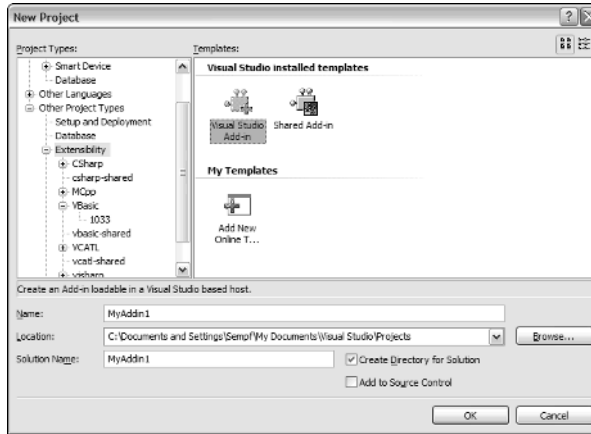 New Project
Project Types:
Templates:
Smart Device
Database
Other Languages
Other Project Types
Setup and Deployment
Database
Extensibility
CSharp
csharp-shared
MCpp
VBasic
1033
vbasic-shared
VCATL
vcatl-shared
visharp
Visual Studio installed templates
Visual Studio
Add-in
Shared Add-in
My Templates
Add New
Online T...
Create an Add-in loadable in a Visual Studio based host.
Name:
MyAddin1
Location:
C:\Documents and Settings\Sempf\My Documents\Visual Studio\Projects
Browse...
Solution Name:
MyAddin1
Create Directory for Solution
Add to Source Control
OK
Cancel